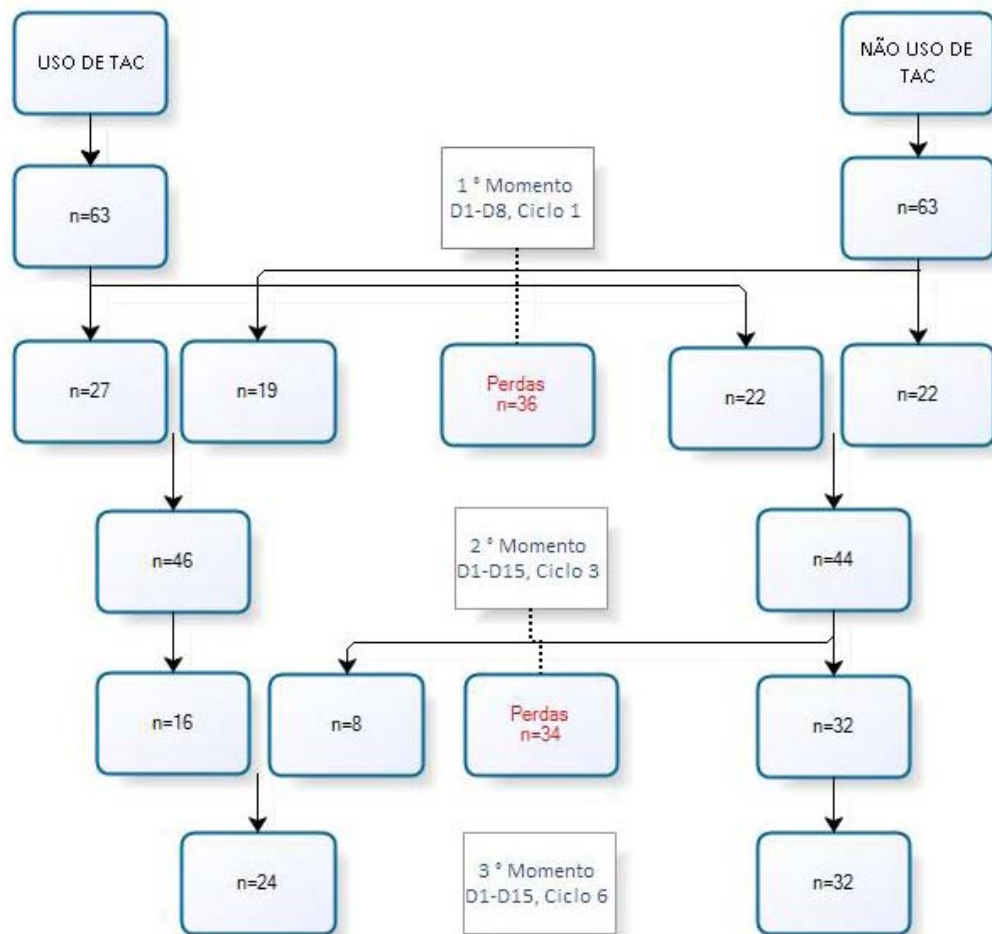 USO DE TAC
NÃO USO DE
TAC
n=63
1 ° Momento
D1-D8, Ciclo 1
n=63
n=27
n=19
Perdas
n=36
n=22
n=22
n=46
2 ° Momento
D1-D15, Ciclo 3
n=44
n=16
n=8
Perdas
n=34
n=32
n=24
3 ° Momento
D1-D15, Ciclo 6
n=32